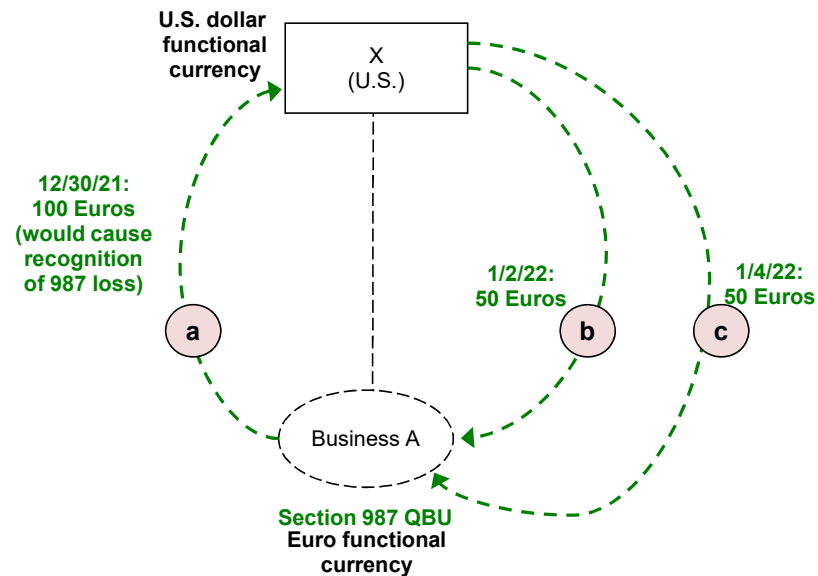 U.S. dollar
functional
currency
X
(U.S.)
12/30/21:
100 Euros
(would cause
recognition
of 987 loss)
1/2/22:
50 Euros
1/4/22:
50 Euros
a
b
c
Business A
Section 987 QBU
Euro functional
currency